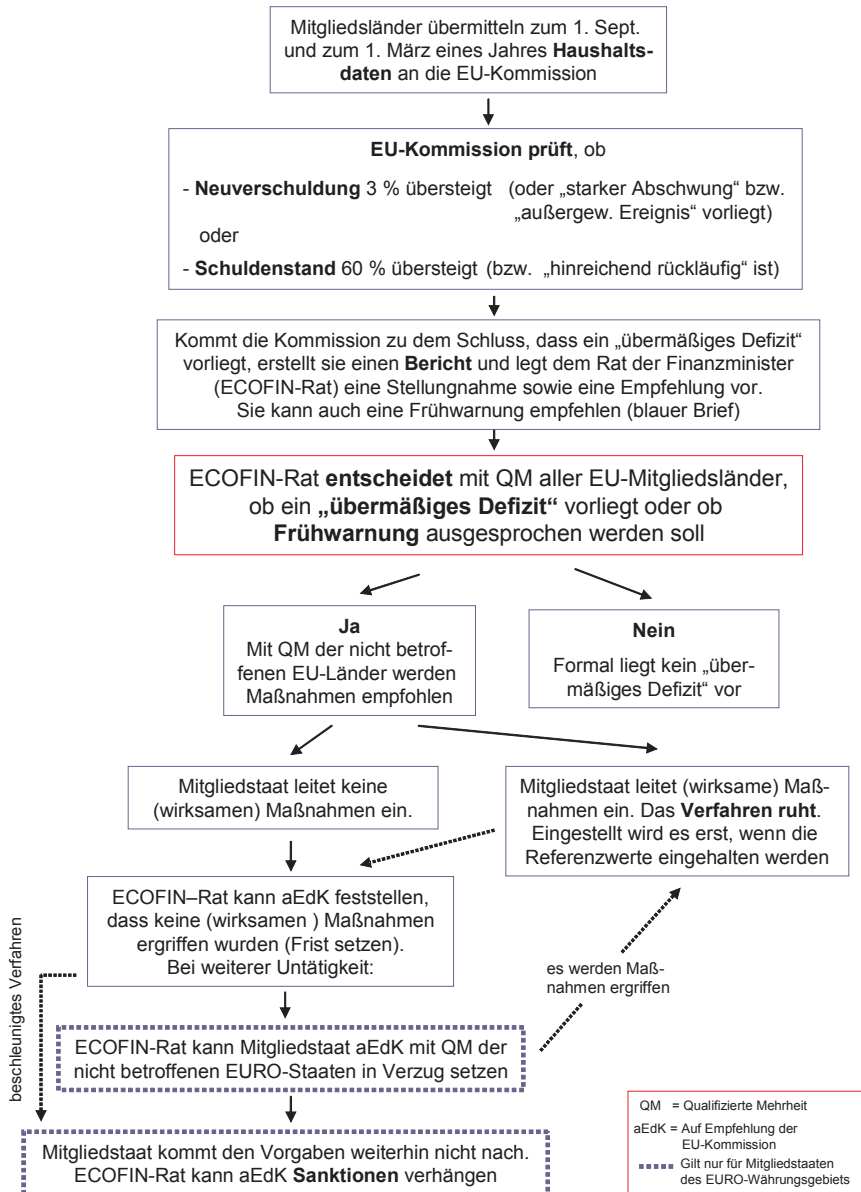 Mitgliedsländer übermitteln zum 1. Sept.
und zum 1. März eines Jahres Haushalts-
daten an die EU-Kommission
EU-Kommission prüft, ob
- Neuverschuldung 3 % übersteigt (oder „starker Abschwung“ bzw.
„außergew. Ereignis“ vorliegt)
oder
- Schuldenstand 60 % übersteigt (bzw. „hinreichend rückläufig“ ist)
Kommt die Kommission zu dem Schluss, dass ein „übermäßiges Defizit“
vorliegt, erstellt sie einen Bericht und legt dem Rat der Finanzminister
(ECOFIN-Rat) eine Stellungnahme sowie eine Empfehlung vor.
Sie kann auch eine Frühwarnung empfehlen (blauer Brief)
ECOFIN-Rat entscheidet mit QM aller EU-Mitgliedsländer,
ob ein „übermäßiges Defizit“ vorliegt oder ob
Frühwarnung ausgesprochen werden soll
Ja
Mit QM der nicht betrof-
fenen EU-Länder werden
Maßnahmen empfohlen
Nein
Formal liegt kein „über-
mäßiges Defizit“ vor
Mitgliedstaat leitet keine
(wirksamen) Maßnahmen ein.
Mitgliedstaat leitet (wirksame) Maß-
nahmen ein. Das Verfahren ruht.
Eingestellt wird es erst, wenn die
Referenzwerte eingehalten werden
ECOFIN–Rat kann aEdK feststellen,
dass keine (wirksamen ) Maßnahmen
ergriffen wurden (Frist setzen).
Bei weiterer Untätigkeit:
beschleunigtes Verfahren
es werden Maß-
nahmen ergriffen
ECOFIN-Rat kann Mitgliedstaat aEdK mit QM der
nicht betroffenen EURO-Staaten in Verzug setzen
Mitgliedstaat kommt den Vorgaben weiterhin nicht nach.
ECOFIN-Rat kann aEdK Sanktionen verhängen
QM = Qualifizierte Mehrheit
aEdK = Auf Empfehlung der
EU-Kommission
Gilt nur für Mitgliedstaaten
des EURO-Währungsgebiets